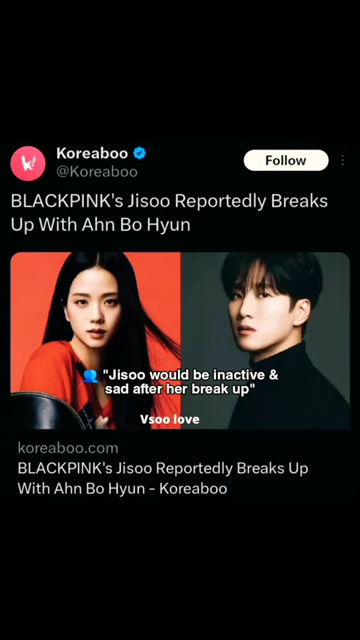 Koreaboo
@Koreaboo
Follow
BLACKPINK's Jisoo Reportedly Breaks
Up With Ahn Bo Hyun
👥 "Jisoo would be inactive &
sad after her break up"
Vsoo love
koreaboo.com
BLACKPINK's Jisoo Reportedly Breaks Up
With Ahn Bo Hyun - Koreaboo